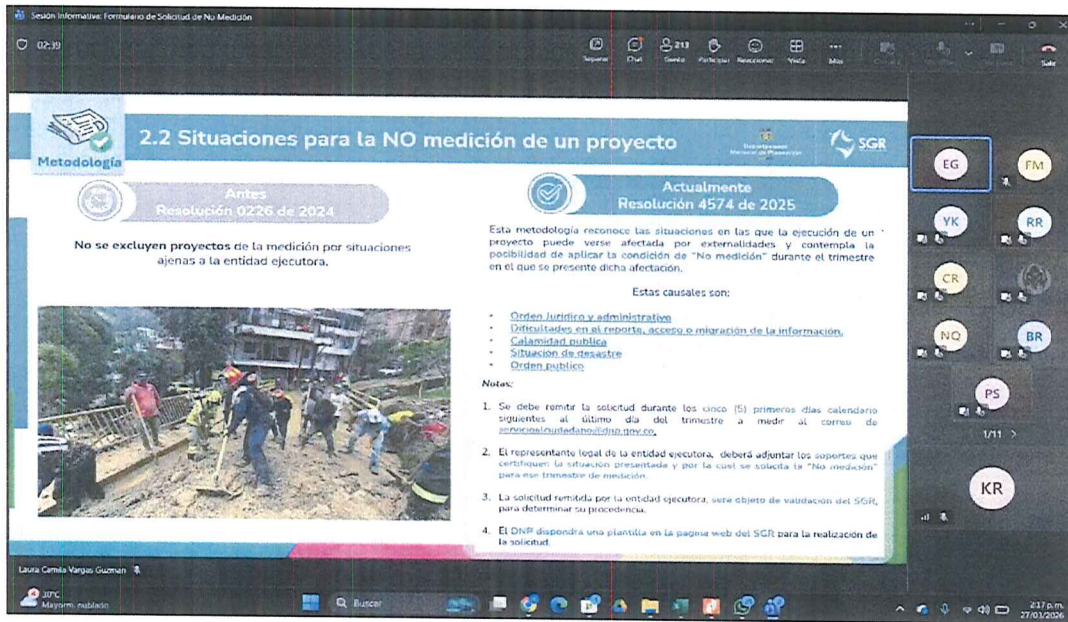 Sesión Informativa: Formulario de Solicitud de No Medición
02:39
213
Separar Chat Gente Participar Reaccionar Vista Más
Salir
Metodología
2.2 Situaciones para la NO medición de un proyecto
Departamento
Nacional de Planeación
SGR
Antes
Resolución 0226 de 2024
No se excluyen proyectos de la medición por situaciones
ajenas a la entidad ejecutora.
Actualmente
Resolución 4574 de 2025
Esta metodología reconoce las situaciones en las que la ejecución de un
proyecto puede verse afectada por externalidades y contempla la
posibilidad de aplicar la condición de "No medición" durante el trimestre
en el que se presente dicha afectación.
Estas causales son:
• Orden Jurídico y administrativo
• Dificultades en el reporte, acceso o migración de la información.
• Calamidad publica
• Situación de desastre
• Orden publico
Notas:
1. Se debe remitir la solicitud durante los cinco (5) primeros días calendario
siguientes al último día del trimestre a medir al correo de
servicioalciudadano@dnp.gov.co.
2. El representante legal de la entidad ejecutora, deberá adjuntar los soportes que
certifiquen la situación presentada y por la cuel se solicita la "No medición"
para ese trimestre de medición.
3. La solicitud remitida por la entidad ejecutora, sera objeto de validación del SGR,
para determinar su procedencia.
4. El DNP dispondrá una plantilla en la pagina web del SGR para la realización de
la solicitud.
EG
FM
YK
RR
CR
NQ
BR
PS
1/11 >
KR
Laura Camila Vargas Guzman
30°C
Mayorm. nublado
Buscar
2:17 p.m.
27/03/2026